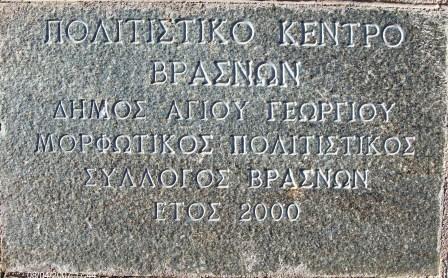 ΠΟΛΙΤΙΣΤΙΚΟ ΚΕΝΤΡΟ
ΒΡΑΣΝΩΝ
ΔΗΜΟΣ ΑΓΙΟΥ ΓΕΩΡΓΙΟΥ
ΜΟΡΦΩΤΙΚΟΣ ΠΟΛΙΤΙΣΤΙΚΟΣ
ΣΥΛΛΟΓΟΣ ΒΡΑΣΝΩΝ
ΕΤΟΣ 2000